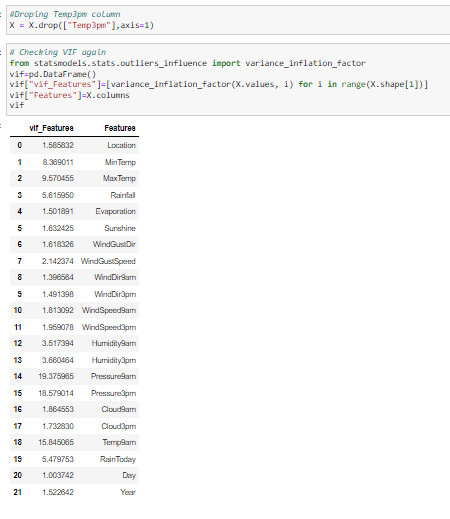 #Droping Temp3pm column
X = X.drop(["Temp3pm"],axis=1)
# Checking VIF again
from statsmodels.stats.outliers_influence import variance_inflation_factor
vif=pd.DataFrame()
vif["vif_Features"]=[variance_inflation_factor(X.values, i) for i in range(X.shape[1])]
vif["Features"]=X.columns
vif
vif_Features Features
0 1.585832 Location
1 8.369011 MinTemp
2 9.570455 MaxTemp
3 5.615950 Rainfall
4 1.501891 Evaporation
5 1.632425 Sunshine
6 1.618326 WindGustDir
7 2.142374 WindGustSpeed
8 1.396564 WindDir9am
9 1.491398 WindDir3pm
10 1.813092 WindSpeed9am
11 1.959078 WindSpeed3pm
12 3.517394 Humidity9am
13 3.660464 Humidity3pm
14 19.375965 Pressure9am
15 18.579014 Pressure3pm
16 1.864553 Cloud9am
17 1.732830 Cloud3pm
18 15.845065 Temp9am
19 5.479753 RainToday
20 1.003742 Day
21 1.522642 Year